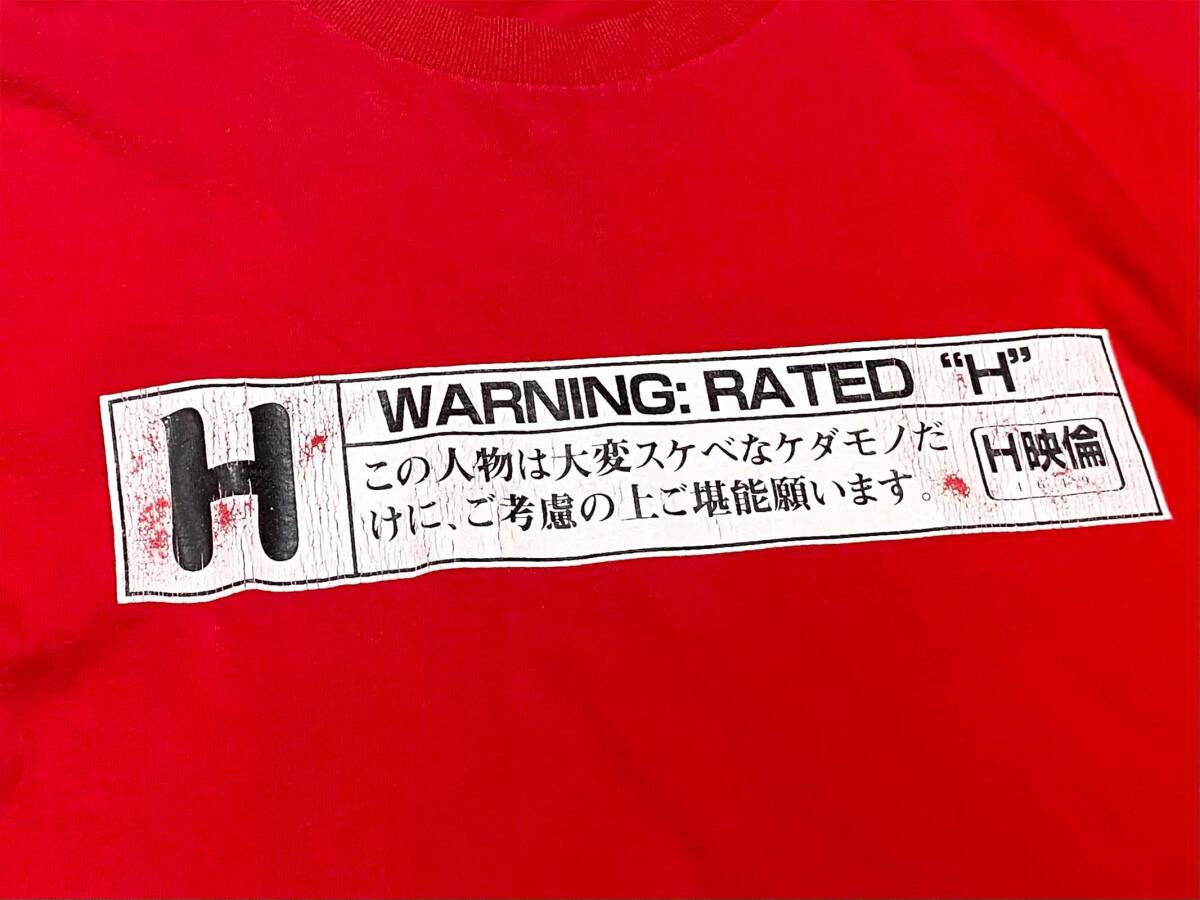 H
WARNING: RATED “H”
この人物は大変スケベなケダモノだ
けに、ご考慮の上ご堪能願います。
H映倫